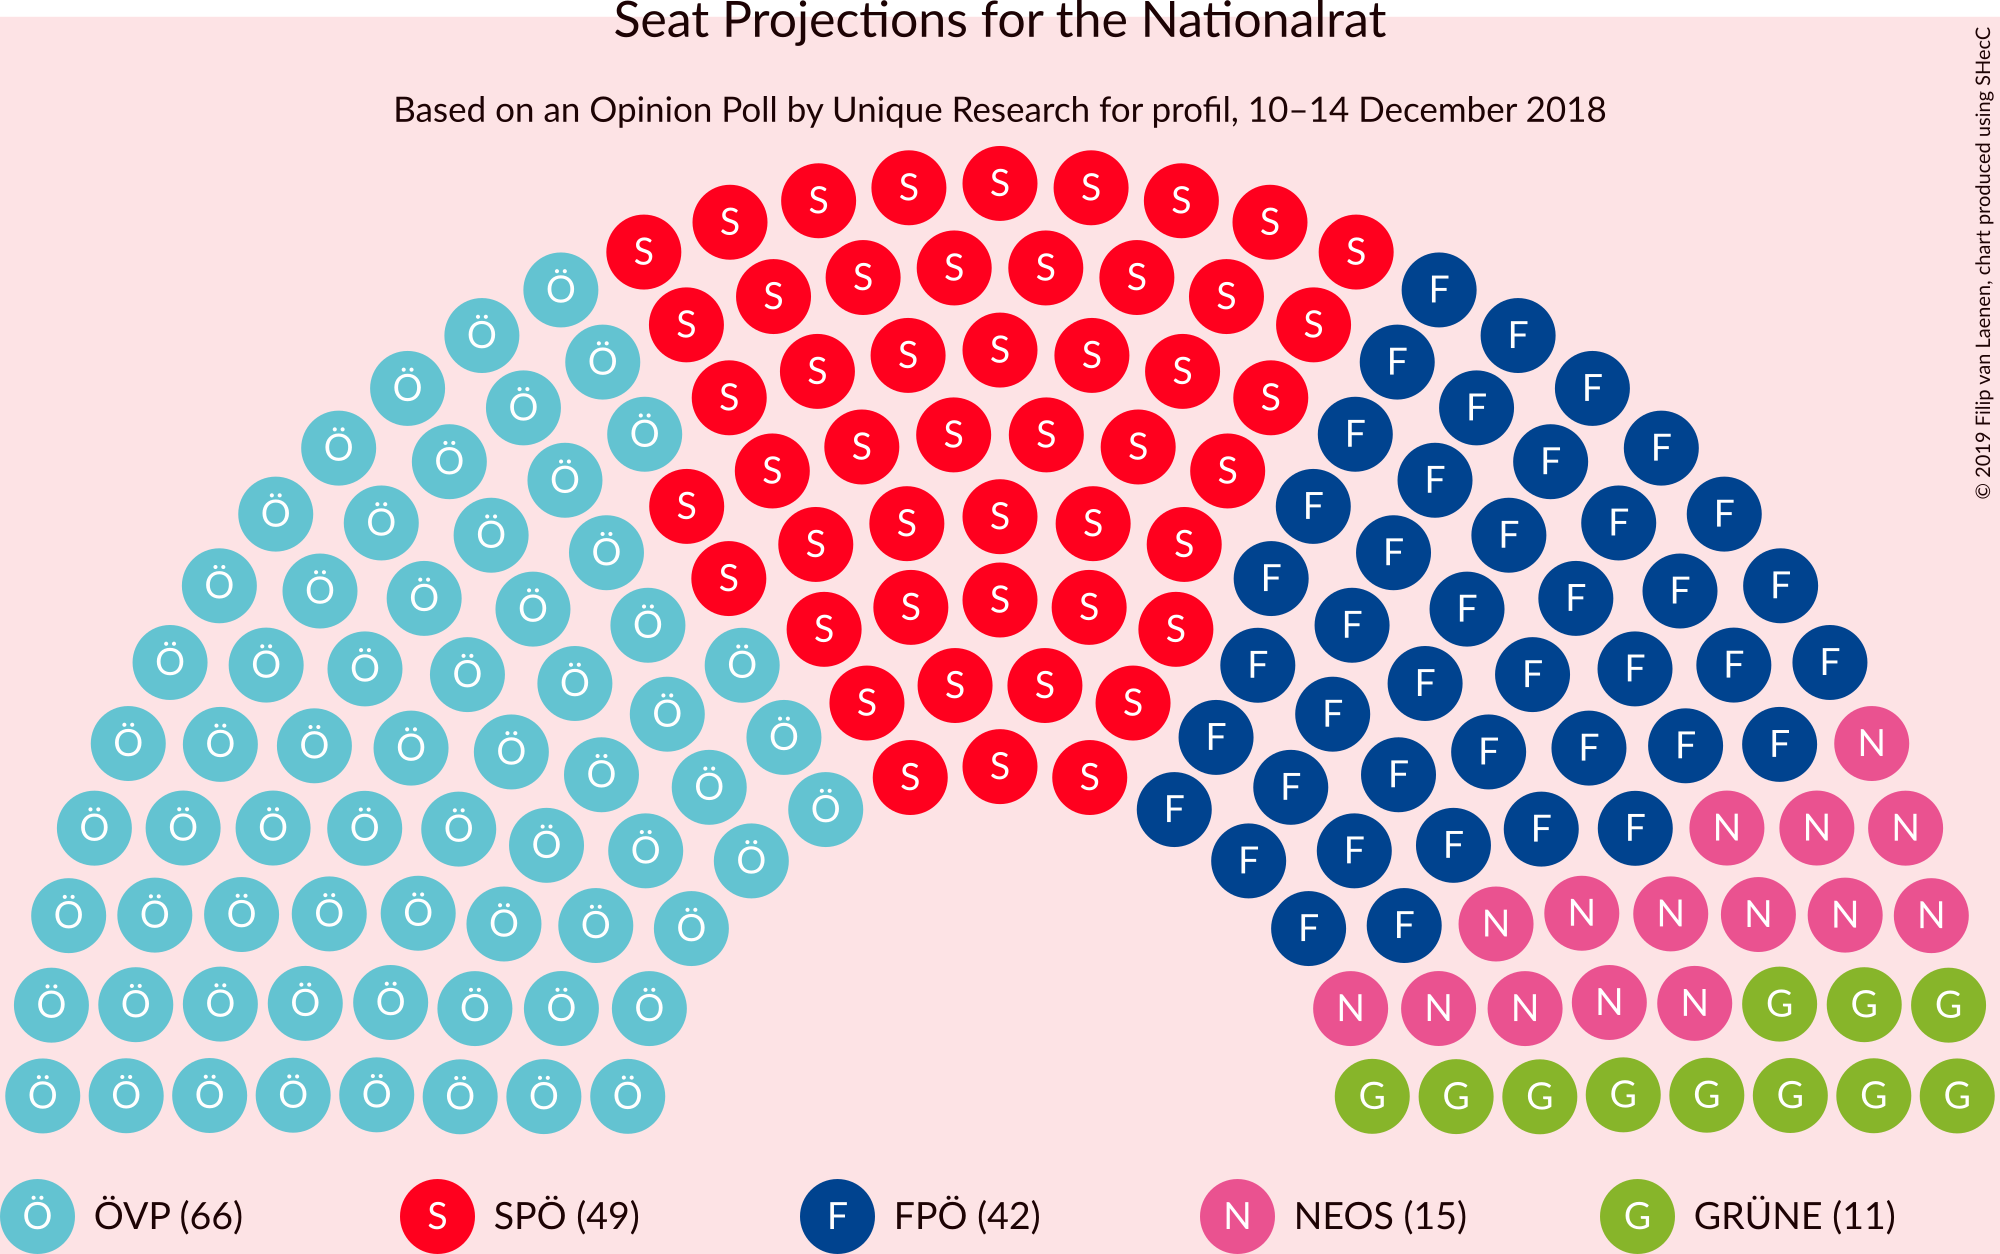 Seat Projections for the Nationalrat
Based on an Opinion Poll by Unique Research for profil, 10–14 December 2018
© 2019 Filip van Laenen, chart produced using SHecC
S S S S S S S S S
Ö S S S S S S S S F
Ö Ö S S S S S S S F F
Ö Ö Ö S S S S S S F F F
Ö Ö Ö S S S S S S F F F
Ö Ö Ö Ö S S S S S F F F F
Ö Ö Ö Ö Ö S S S S F F F F F
Ö Ö Ö Ö Ö Ö S S S F F F F F F
Ö Ö Ö Ö Ö Ö Ö F F F F F F F
Ö Ö Ö Ö Ö Ö Ö Ö F F F F F F F N
Ö Ö Ö Ö Ö Ö Ö Ö F F F F F N N N
Ö Ö Ö Ö Ö Ö Ö Ö F F N N N N N N
Ö Ö Ö Ö Ö Ö Ö Ö N N N N N G G G
Ö Ö Ö Ö Ö Ö Ö Ö G G G G G G G G
Ö ÖVP (66) S SPÖ (49) F FPÖ (42) N NEOS (15) G GRÜNE (11)